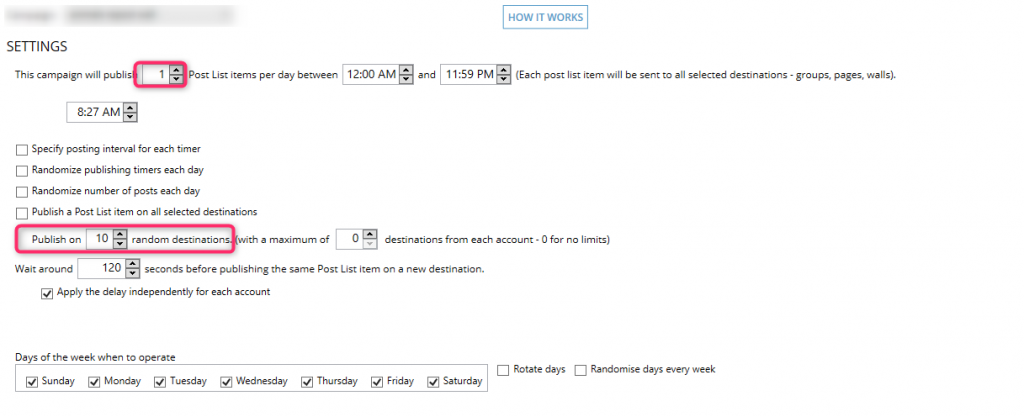 HOW IT WORKS
SETTINGS
This campaign will publish 1 Post List items per day between 12:00 AM and 11:59 PM (Each post list item will be sent to all selected destinations - groups, pages, walls).
8:27 AM
Specify posting interval for each timer
Randomize publishing timers each day
Randomize number of posts each day
Publish a Post List item on all selected destinations
Publish on 10 random destinations. (with a maximum of 0 destinations from each account - 0 for no limits)
Wait around 120 seconds before publishing the same Post List item on a new destination.
Apply the delay independently for each account
Days of the week when to operate
Sunday Monday Tuesday Wednesday Thursday Friday Saturday Rotate days Randomise days every week